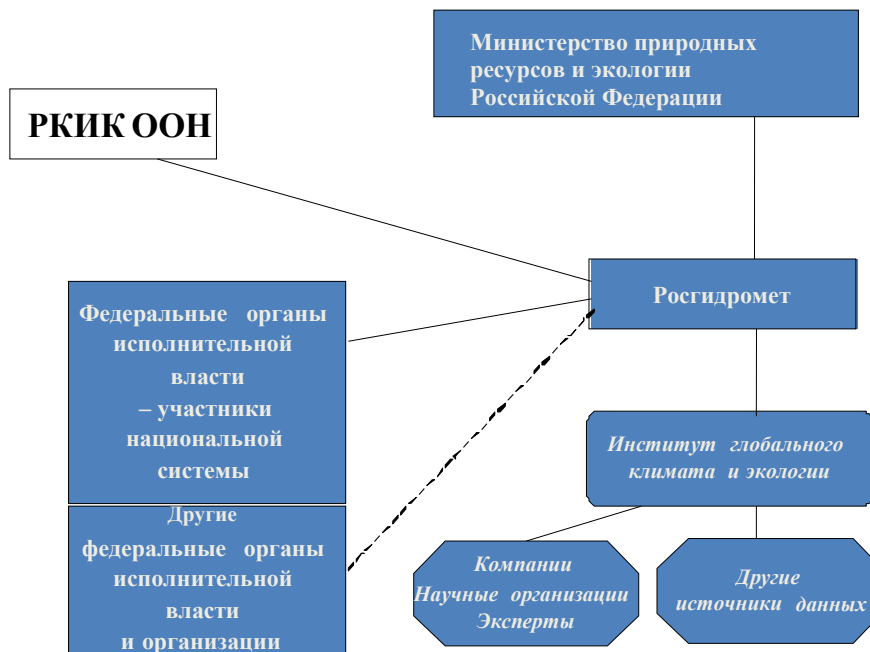 Министерство природных
ресурсов и экологии
Российской Федерации
РКИК ООН
Росгидромет
Федеральные органы
исполнительной
власти
– участники
национальной
системы
Институт глобального
климата и экологии
Другие
федеральные органы
исполнительной
власти
и организации
Компании
Научные организации
Эксперты
Другие
источники данных